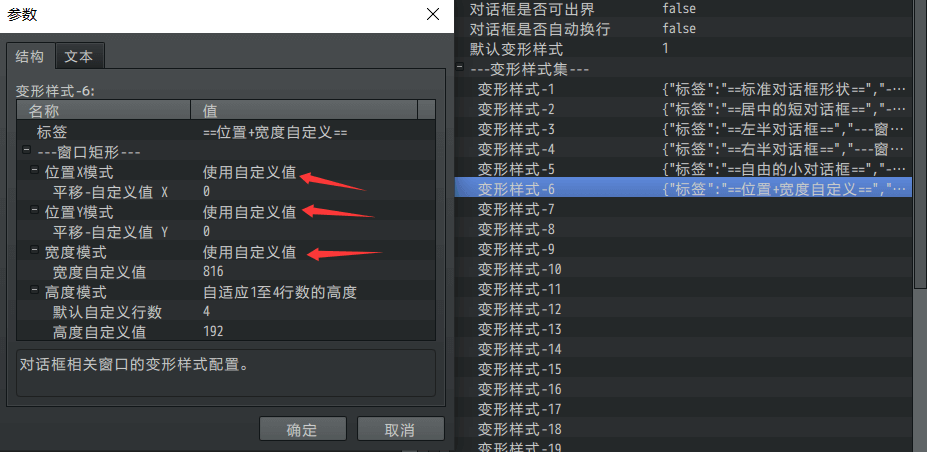 参数
结构 文本
变形样式-6:
名称 值
标签 ==位置+宽度自定义==
---窗口矩形---
位置X模式 使用自定义值
平移-自定义值 X 0
位置Y模式 使用自定义值
平移-自定义值 Y 0
宽度模式 使用自定义值
宽度自定义值 816
高度模式 自适应1至4行数的高度
默认自定义行数 4
高度自定义值 192
对话框相关窗口的变形样式配置。
确定 取消
对话框是否可出界 false
对话框是否自动换行 false
默认变形样式 1
---变形样式集---
变形样式-1 {"标签":"==标准对话框形状==","-…
变形样式-2 {"标签":"==居中的短对话框==","-…
变形样式-3 {"标签":"==左半对话框==","---窗…
变形样式-4 {"标签":"==右半对话框==","---窗…
变形样式-5 {"标签":"==自由的小对话框==","-…
变形样式-6 {"标签":"==位置+宽度自定义==","…
变形样式-7
变形样式-8
变形样式-9
变形样式-10
变形样式-11
变形样式-12
变形样式-13
变形样式-14
变形样式-15
变形样式-16
变形样式-17
变形样式-18
变形样式-19